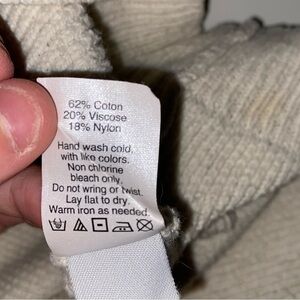 62% Coton
20% Viscose
18% Nylon
Hand wash cold,
with like colors.
Non chlorine
bleach only.
Do not wring or twist.
Lay flat to dry.
Warm iron as needed.